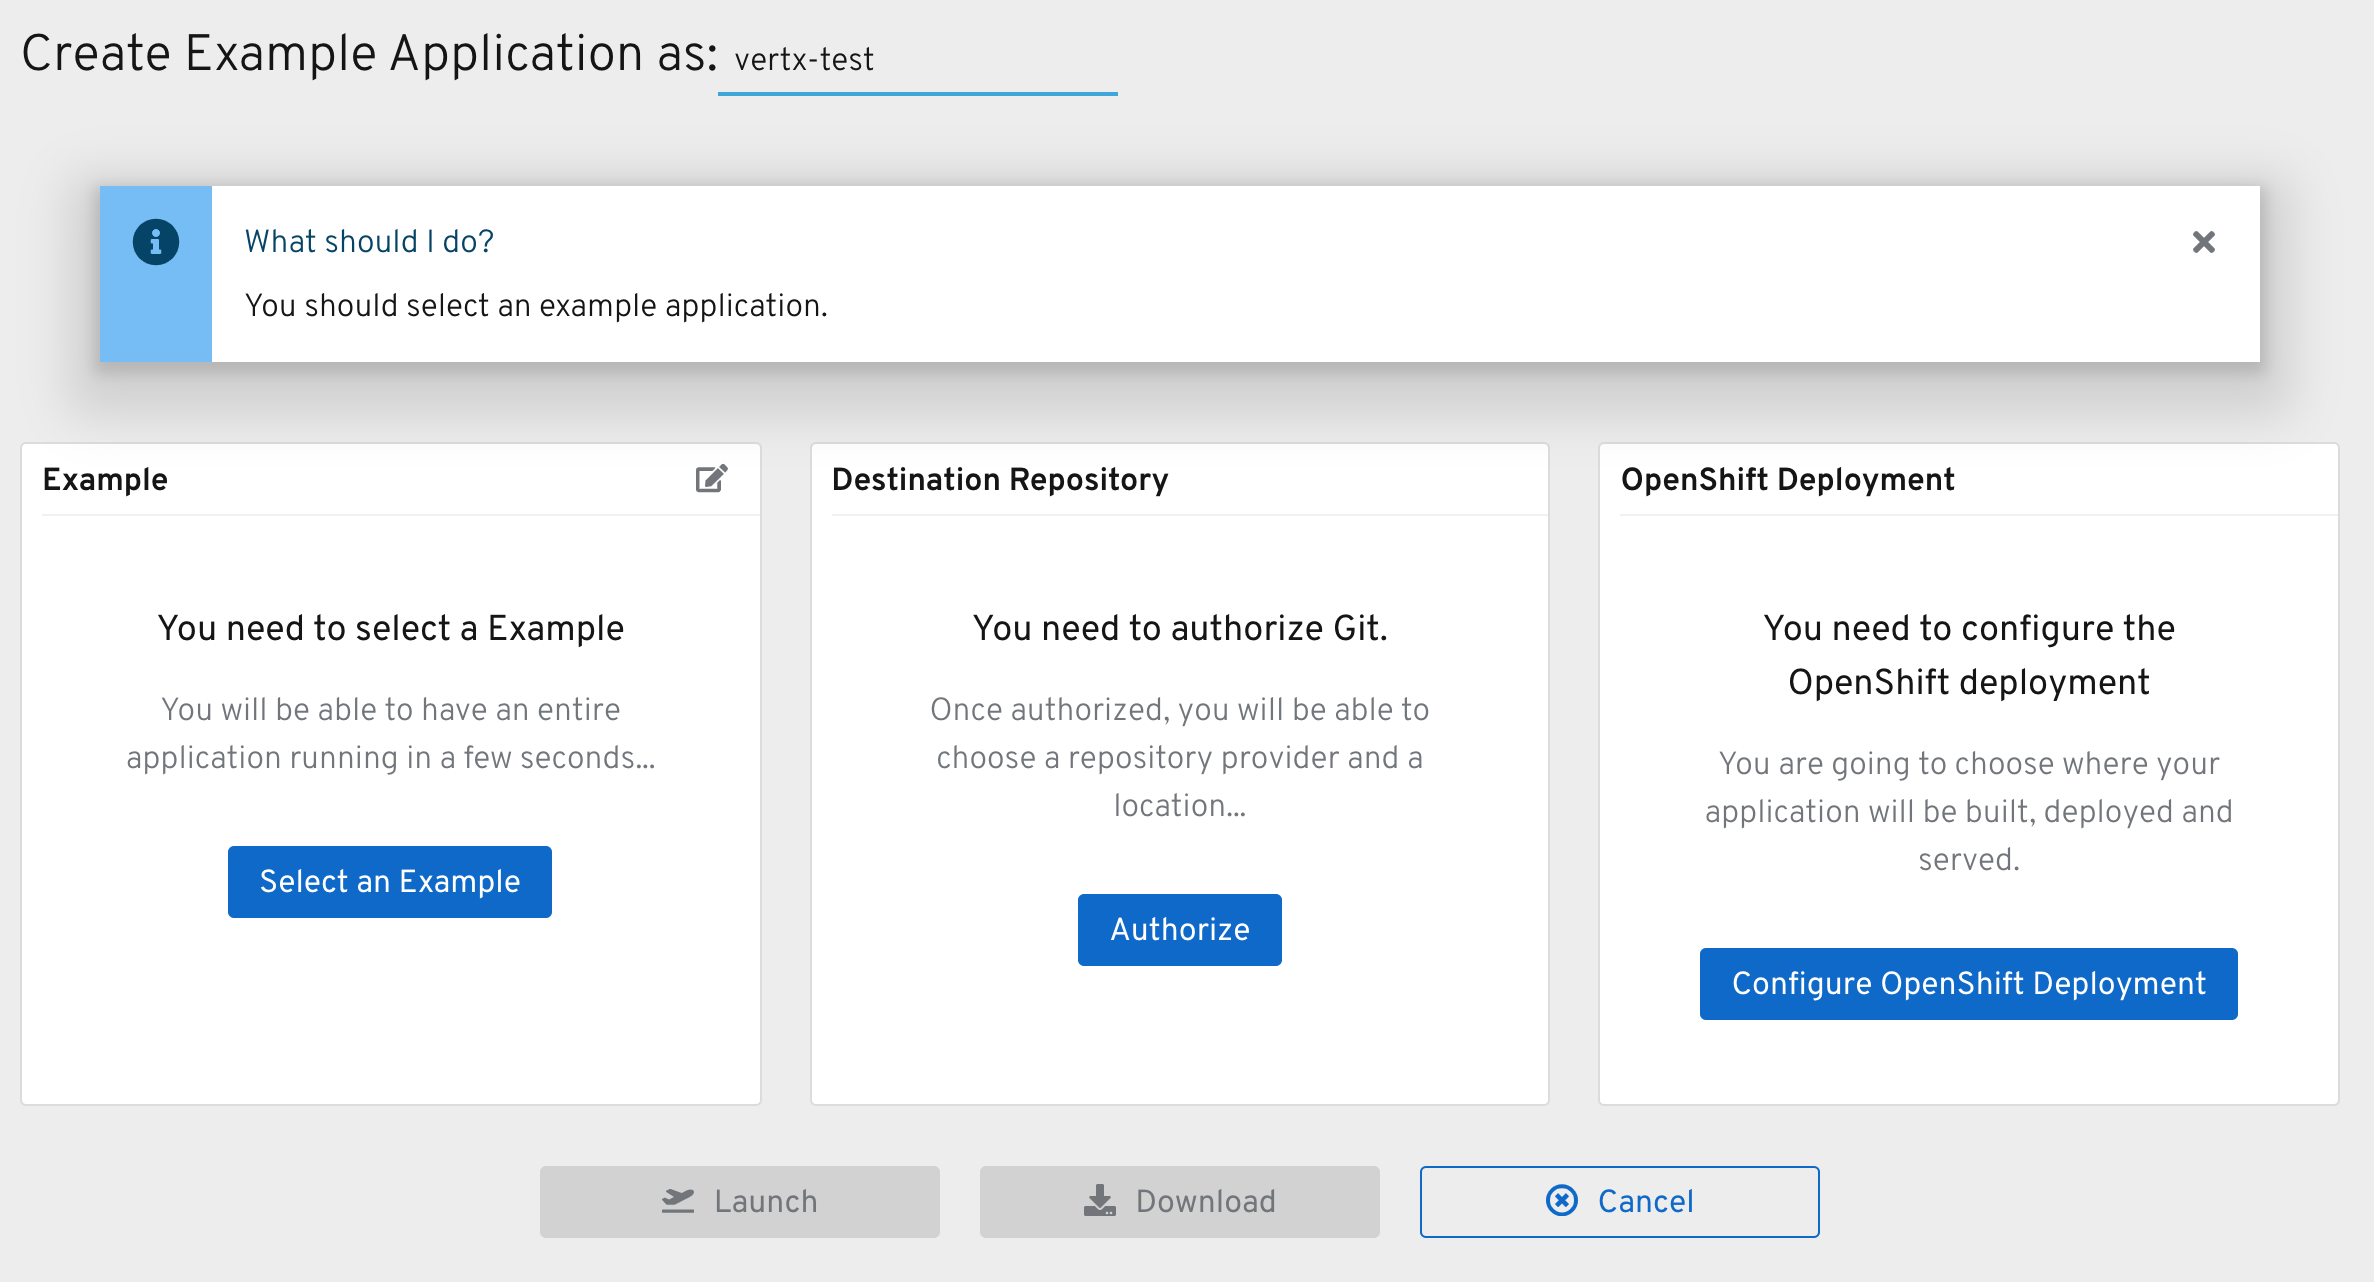 Create Example Application as: vertx-test
What should I do?
You should select an example application.
Example
You need to select a Example
You will be able to have an entire
application running in a few seconds...
Select an Example
Destination Repository
You need to authorize Git.
Once authorized, you will be able to
choose a repository provider and a
location...
Authorize
OpenShift Deployment
You need to configure the
OpenShift deployment
You are going to choose where your
application will be built, deployed and
served.
Configure OpenShift Deployment
Launch
Download
Cancel